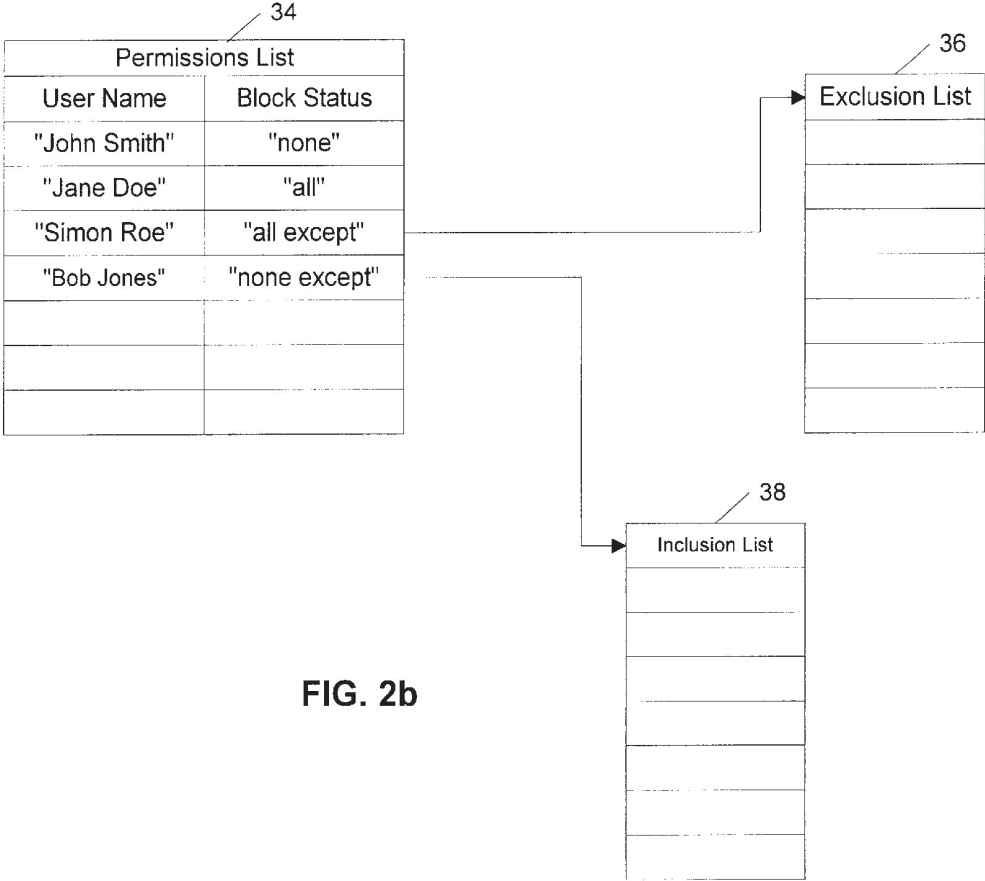 34
Permissions List
User Name Block Status
"John Smith" "none"
"Jane Doe" "all"
"Simon Roe" "all except"
"Bob Jones" "none except"
36
Exclusion List
38
Inclusion List
FIG. 2b